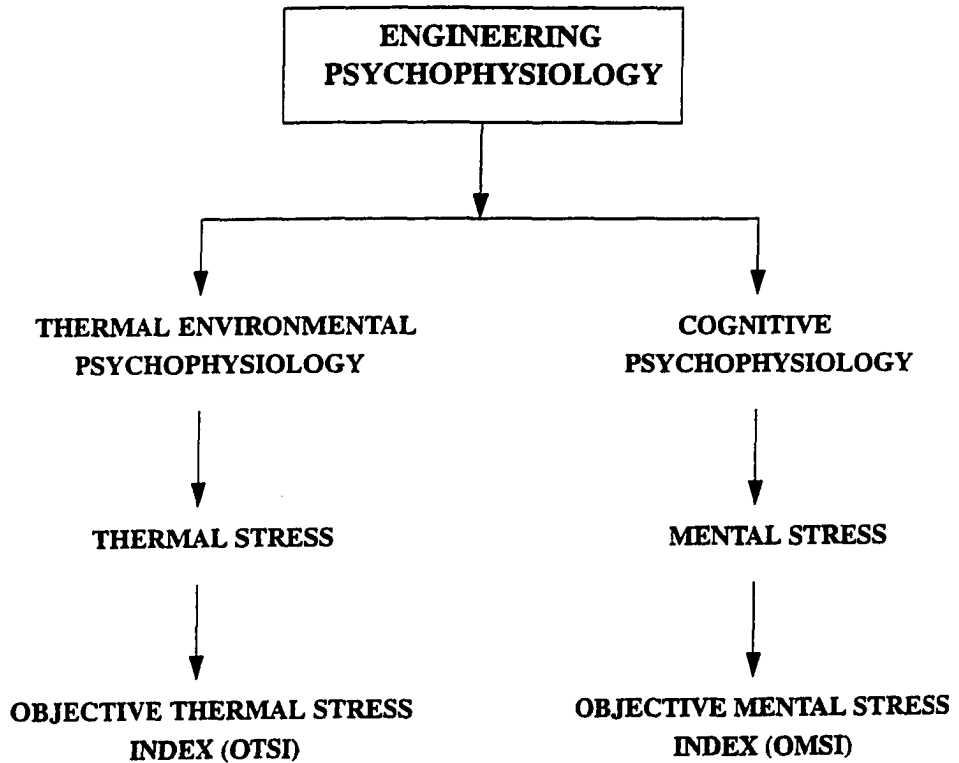 ENGINEERING
PSYCHOPHYSIOLOGY
THERMAL ENVIRONMENTAL
PSYCHOPHYSIOLOGY
COGNITIVE
PSYCHOPHYSIOLOGY
THERMAL STRESS
MENTAL STRESS
OBJECTIVE THERMAL STRESS
INDEX (OTSI)
OBJECTIVE MENTAL STRESS
INDEX (OMSI)